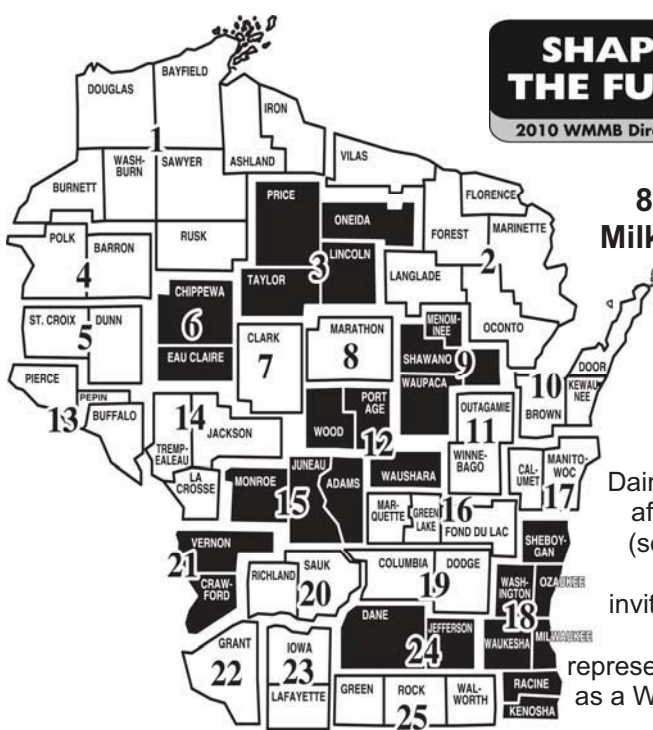 SHAP
THE FU
2010 WMMB Dire
8
Milk
Dair
af
(se
invit
represe
as a W
DOUGLAS
BAYFIELD
IRON
1
WASH-
BURN
SAWYER
ASHLAND
VILAS
BURNETT
PRICE
ONEIDA
FLORENCE
FOREST
MARINETTE
POLK
BARRON
RUSK
2
3
LINCOLN
4
TAYLOR
LANGLADE
CHIPPEWA
ST. CROIX
DUNN
5
6
MARATHON
MENOM-
INEE
OCONTO
CLARK
EAU CLAIRE
7
8
SHAWANO
9
DOOR
PIERCE
PEPIN
WAUPACA
10
KEWAU-
NEE
13
BUFFALO
14
JACKSON
PORT
AGE
OUTAGAMIE
BROWN
WOOD
12
11
TREMP-
EALEAU
WINNE-
BAGO
JUNEAU
LA
CROSSE
MONROE
ADAMS
WAUSHARA
CAL-
UMET
MANITO-
WOC
15
MAR-
QUETTE
GREEN
LAKE
16
17
FOND DU LAC
VERNON
SHEBOY-
GAN
21
SAUK
COLUMBIA
DODGE
CRAW-
FORD
RICHLAND
20
19
WASH-
INGTON
OZAUKEE
18
DANE
JEFFERSON
WAUKESHA
MILWAUKEE
GRANT
IOWA
24
22
23
LAFAYETTE
GREEN
ROCK
WAL-
WORTH
RACINE
25
KENOSHA